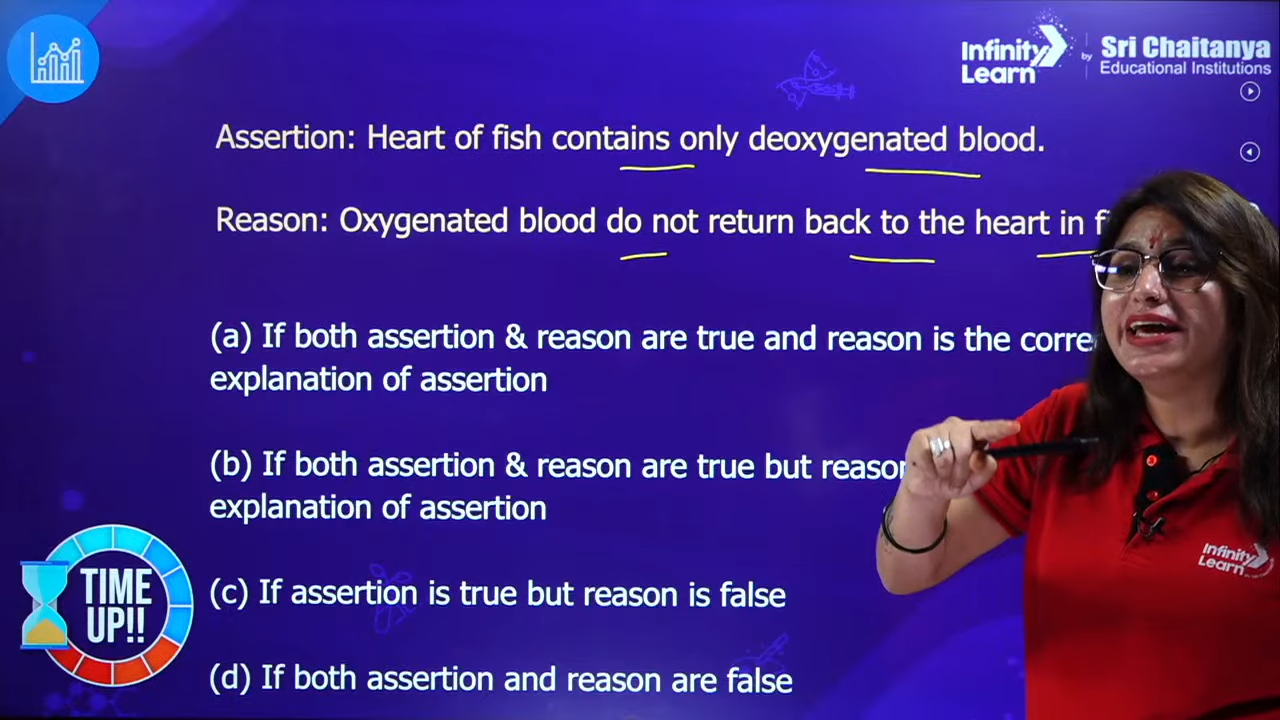 Infinity Learn by Sri Chaitanya Educational Institutions
Assertion: Heart of fish contains only deoxygenated blood.
Reason: Oxygenated blood do not return back to the heart in
(a) If both assertion & reason are true and reason is the
explanation of assertion
(b) If both assertion & reason are true but
explanation of assertion
(c) If assertion is true but reason is false
(d) If both assertion and reason are false
TIME
UP!!
Infinity
Learn